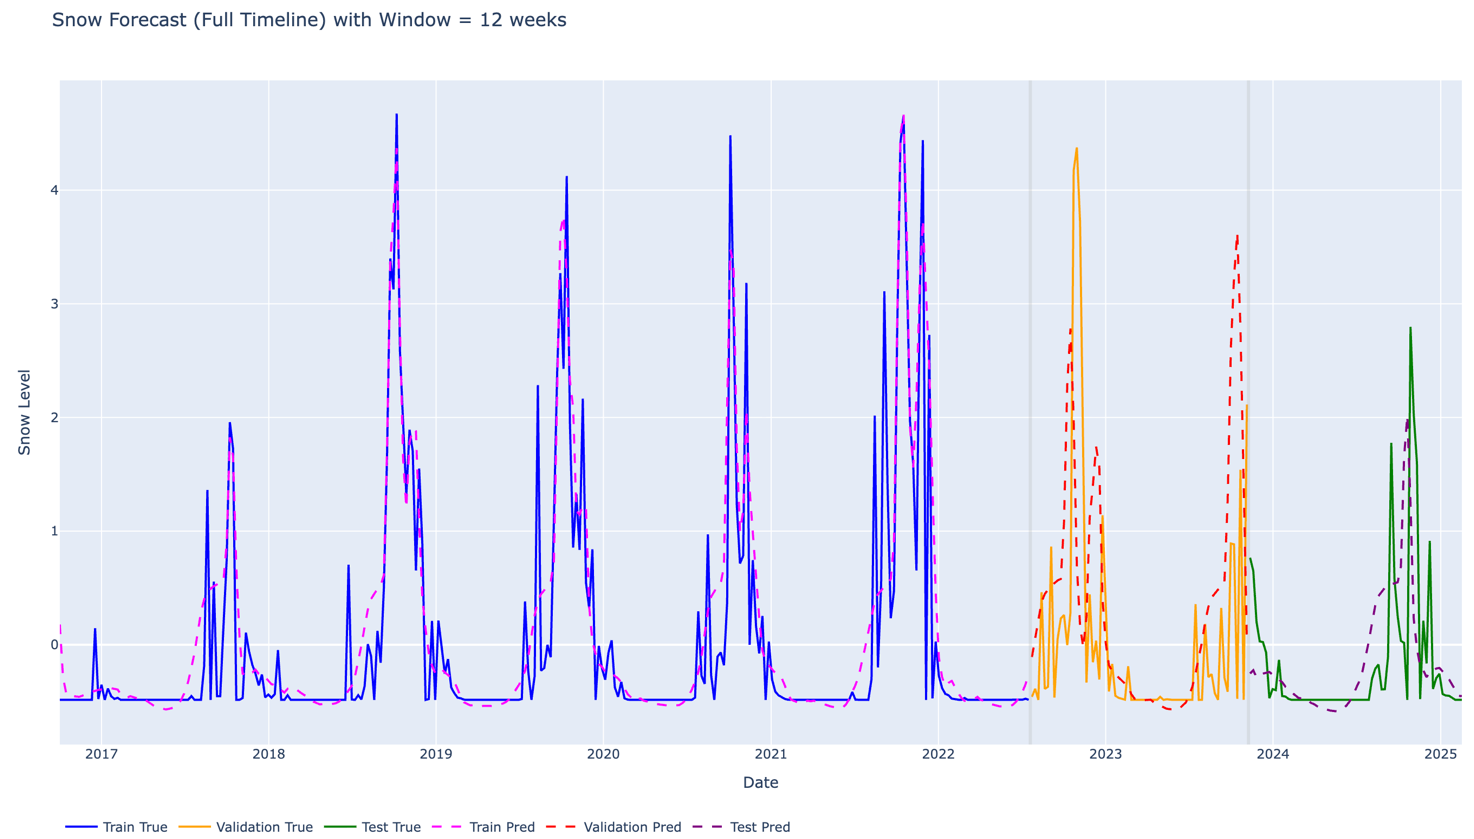 Snow Forecast (Full Timeline) with Window = 12 weeks
4
3
2
1
0
Snow Level
2017 2018 2019 2020 2021 2022 2023 2024 2025
Date
Train True Validation True Test True Train Pred Validation Pred Test Pred